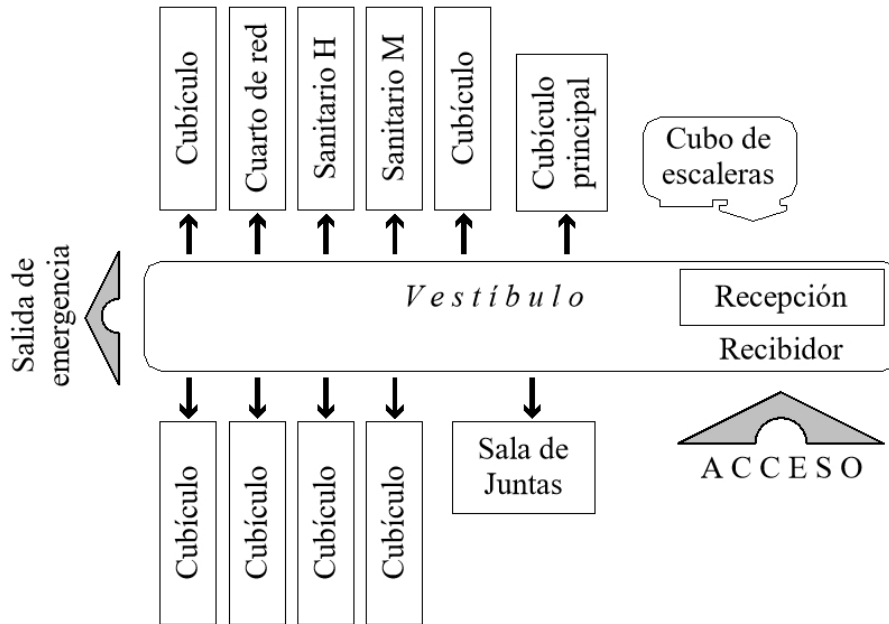 Cubículo
Cuarto de red
Sanitario H
Sanitario M
Cubículo
Cubículo
principal
Cubo de
escaleras
Salida de
emergencia
Vestíbulo
Recepción
Recibidor
Cubículo
Cubículo
Cubículo
Cubículo
Sala de
Juntas
ACCESO